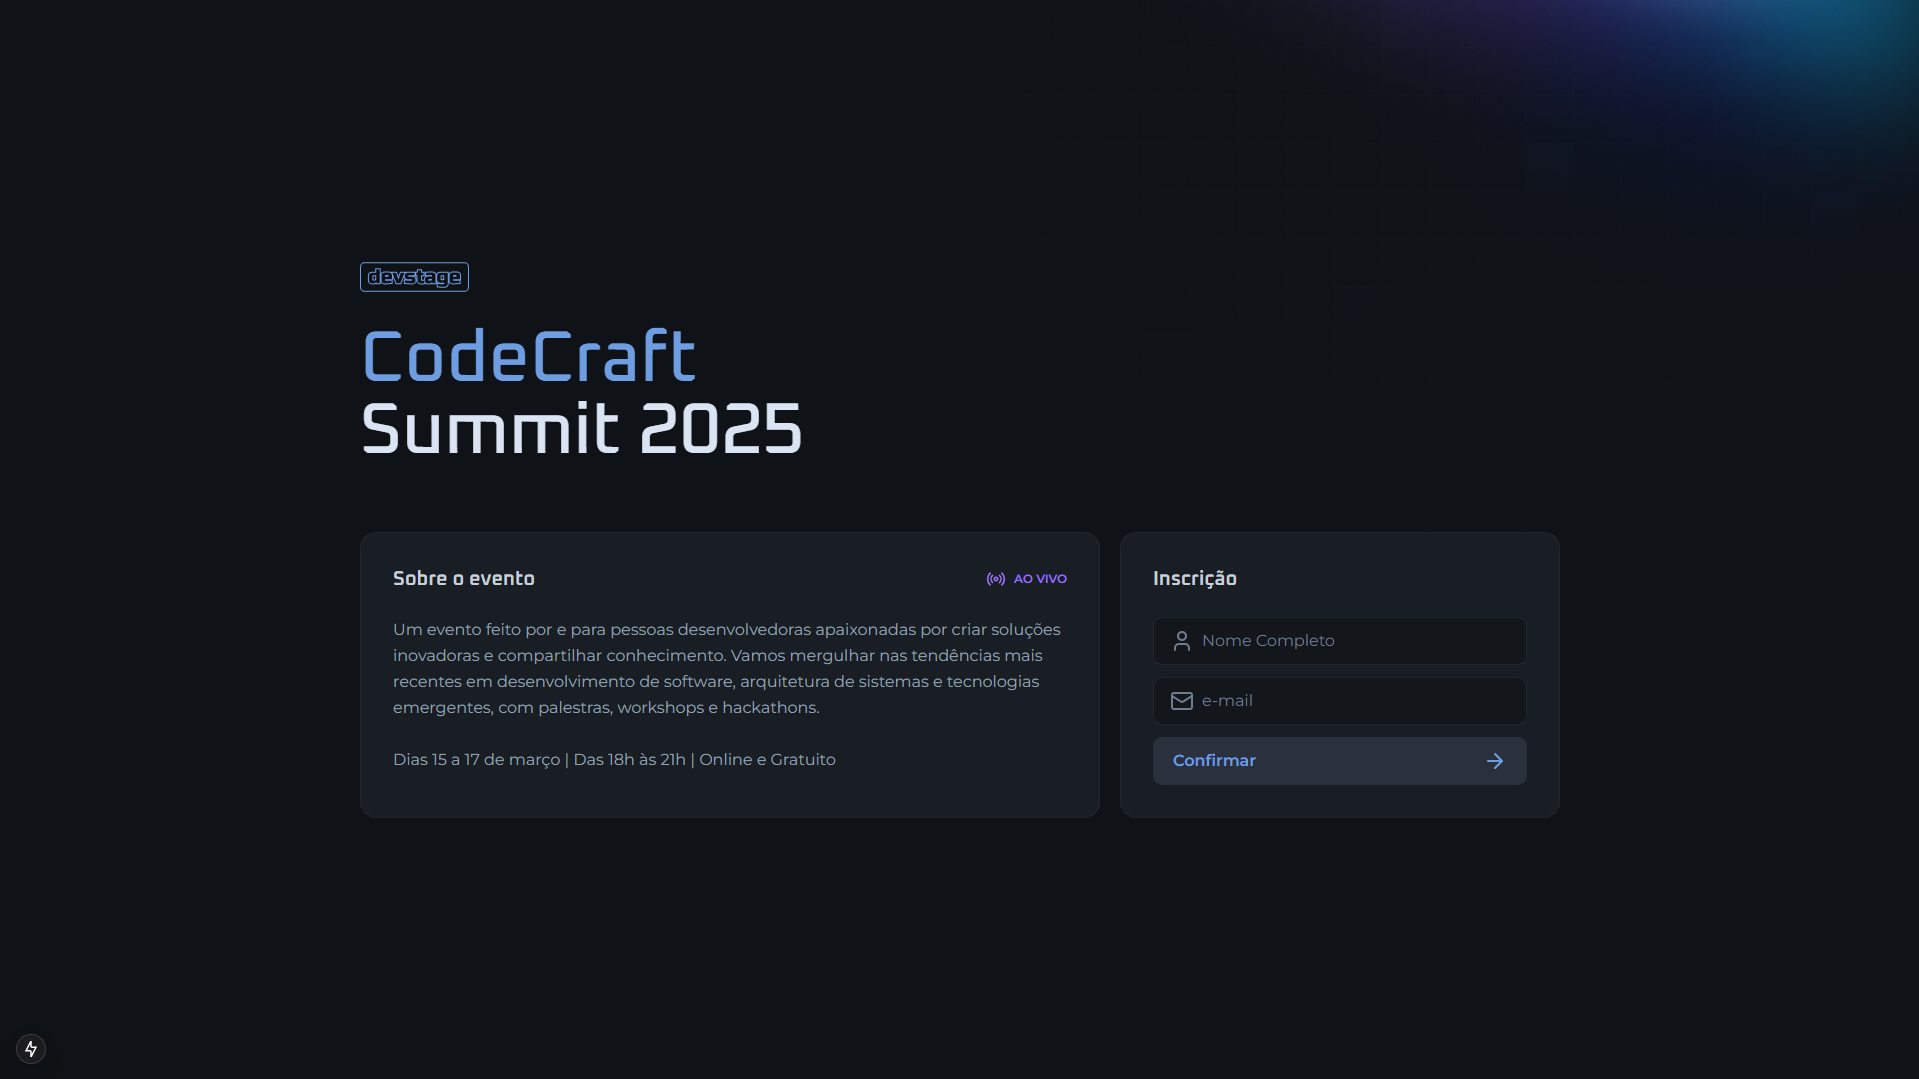 devstage
CodeCraft
Summit 2025
Sobre o evento
AO VIVO
Um evento feito por e para pessoas desenvolvedoras apaixonadas por criar soluções
inovadoras e compartilhar conhecimento. Vamos mergulhar nas tendências mais
recentes em desenvolvimento de software, arquitetura de sistemas e tecnologias
emergentes, com palestras, workshops e hackathons.
Dias 15 a 17 de março | Das 18h às 21h | Online e Gratuito
Inscrição
Nome Completo
e-mail
Confirmar